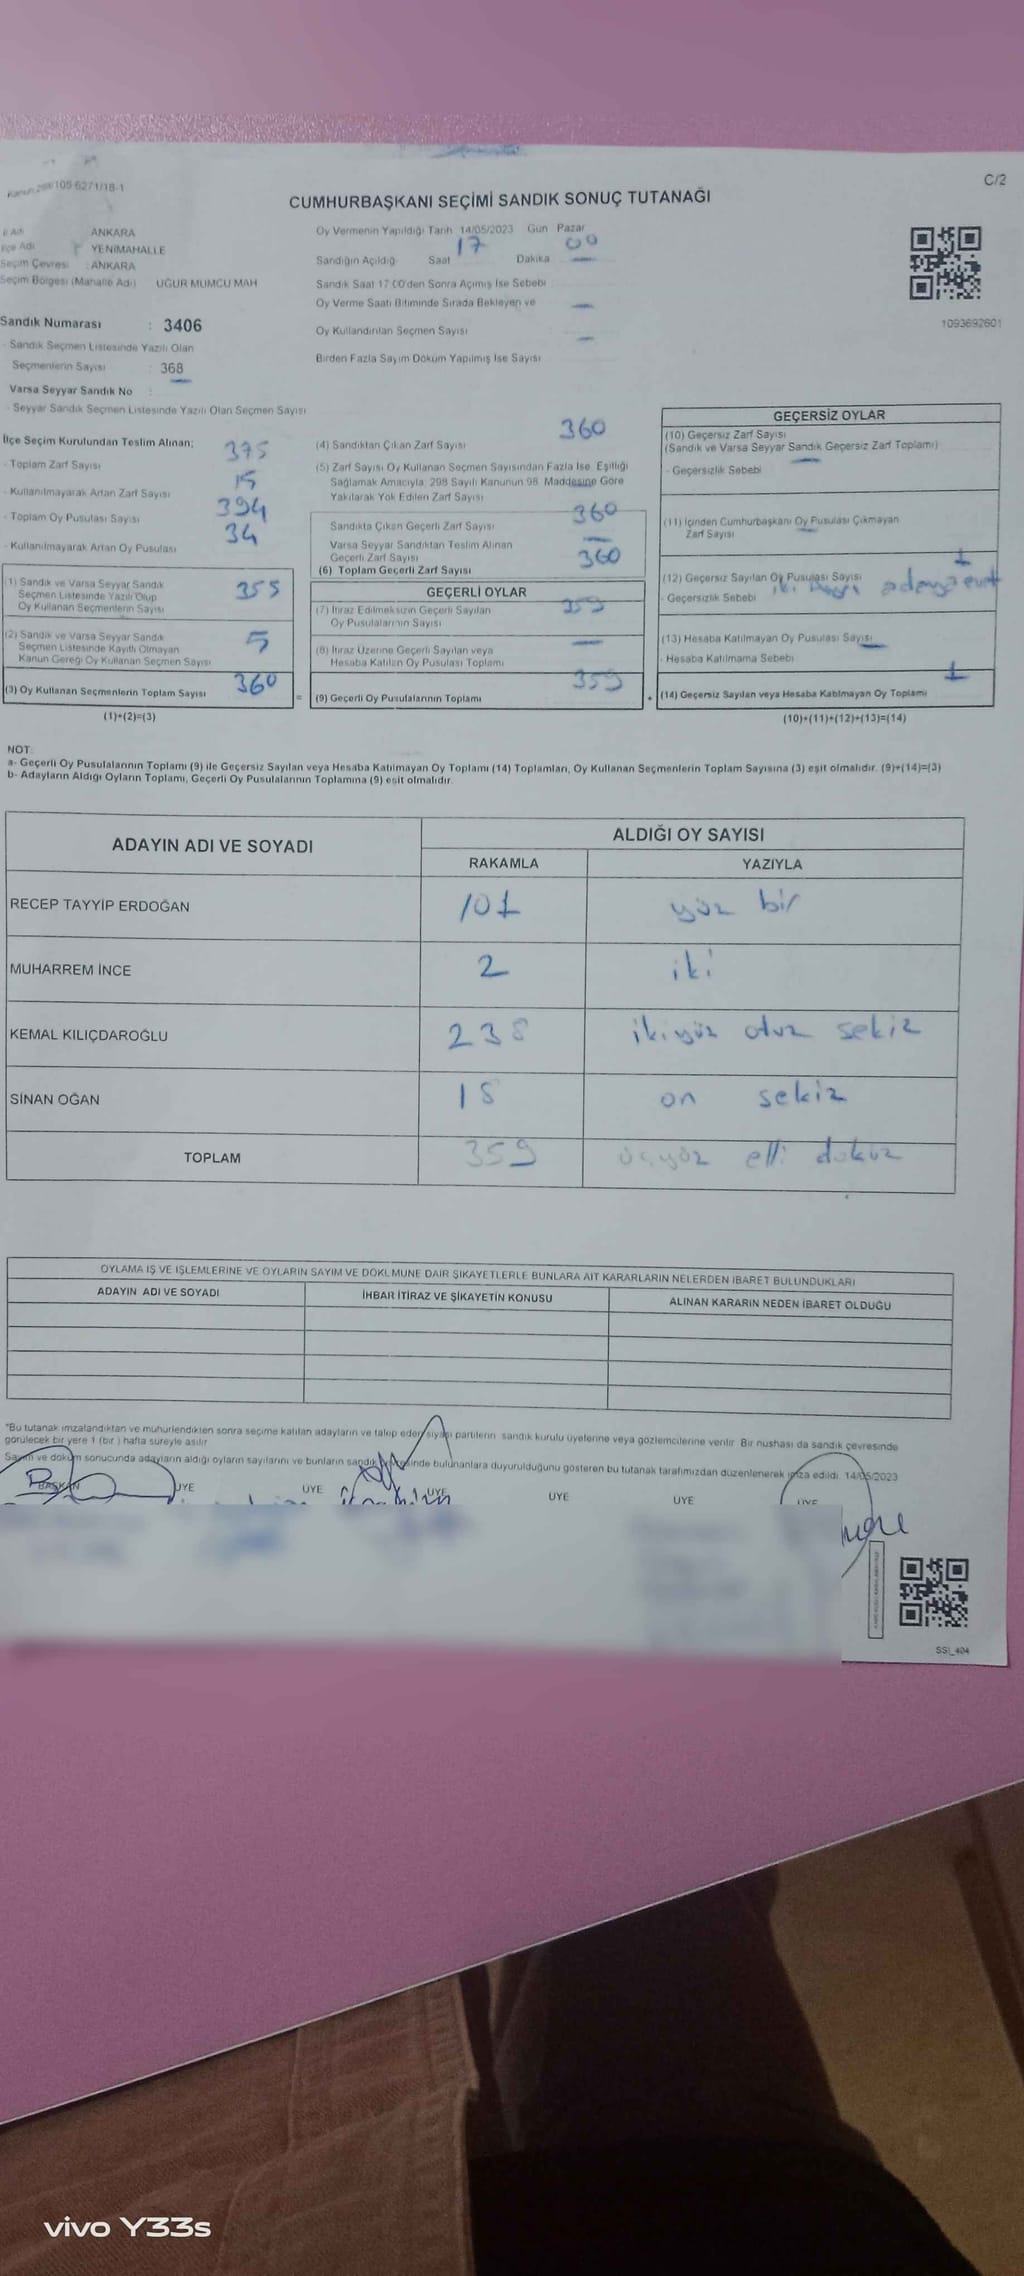 C/2
CUMHURBAŞKANI SEÇİMİ SANDIK SONUÇ TUTANAĞI
İl Adı ANKARA
İlçe Adı YENİMAHALLE
Seçim Çevresi : ANKARA
Seçim Bölgesi (Mahalle Adı) UĞUR MUMCU MAH
Sandık Numarası : 3406
- Sandık Seçmen Listesinde Yazılı Olan
Seçmenlerin Sayısı : 368
Varsa Seyyar Sandık No
- Seyyar Sandık Seçmen Listesinde Yazılı Olan Seçmen Sayısı
Oy Vermenin Yapıldığı Tarih 14/05/2023 Gün Pazar
Sandığın Açıldığı Saat 17 Dakika 00
Sandık Saat 17.00'den Sonra Açımış İse Sebebi
Oy Verme Saati Bitiminde Sırada Bekleyen ve
Oy Kullandırılan Seçmen Sayısı
Birden Fazla Sayım Döküm Yapılmış İse Sayısı
1093692601
İlçe Seçim Kurulundan Teslim Alınan;
- Toplam Zarf Sayısı 375
- Kullanılmayarak Artan Zarf Sayısı 15
- Toplam Oy Pusulası Sayısı 394
- Kullanılmayarak Artan Oy Pusulası 34
(1) Sandık ve Varsa Seyyar Sandık
Seçmen Listesinde Yazılı Olup
Oy Kullanan Seçmenlerin Sayısı 355
(2) Sandık ve Varsa Seyyar Sandık
Seçmen Listesinde Kayıtlı Olmayan
Kanun Gereği Oy Kullanan Seçmen Sayısı 5
(3) Oy Kullanan Seçmenlerin Toplam Sayısı 360
(1)+(2)=(3)
(4) Sandıktan Çıkan Zarf Sayısı 360
(5) Zarf Sayısı Oy Kullanan Seçmen Sayısından Fazla İse, Eşitliği
Sağlamak Amacıyla; 298 Sayılı Kanunun 98. Maddesine Göre
Yakılarak Yok Edilen Zarf Sayısı
Sandıkta Çıkan Geçerli Zarf Sayısı 360
Varsa Seyyar Sandıktan Teslim Alınan
Geçerli Zarf Sayısı
(6) Toplam Geçerli Zarf Sayısı 360
GEÇERLİ OYLAR
(7) İtiraz Edilmeksizin Geçerli Sayılan
Oy Pusulalarının Sayısı 359
(8) İtiraz Üzerine Geçerli Sayılan veya
Hesaba Katılan Oy Pusulası Toplamı
= (9) Geçerli Oy Pusulalarının Toplamı 359 +
GEÇERSİZ OYLAR
(10) Geçersiz Zarf Sayısı
(Sandık ve Varsa Seyyar Sandık Geçersiz Zarf Toplamı)
- Geçersizlik Sebebi
(11) İçinden Cumhurbaşkanı Oy Pusulası Çıkmayan
Zarf Sayısı
(12) Geçersiz Sayılan Oy Pusulası Sayısı 1
- Geçersizlik Sebebi iki
(13) Hesaba Katılmayan Oy Pusulası Sayısı
- Hesaba Katılmama Sebebi
(14) Geçersiz Sayılan veya Hesaba Katılmayan Oy Toplamı 1
(10)+(11)+(12)+(13)=(14)
NOT:
a- Geçerli Oy Pusulalarının Toplamı (9) ile Geçersiz Sayılan veya Hesaba Katılmayan Oy Toplamı (14) Toplamları, Oy Kullanan Seçmenlerin Toplam Sayısına (3) eşit olmalıdır. (9)+(14)=(3)
b- Adayların Aldığı Oyların Toplamı, Geçerli Oy Pusulalarının Toplamına (9) eşit olmalıdır.
ADAYIN ADI VE SOYADI ALDIĞI OY SAYISI
RAKAMLA YAZIYLA
RECEP TAYYİP ERDOĞAN 101 yüz bir
MUHARREM İNCE 2 iki
KEMAL KILIÇDAROĞLU 238 ikiyüz otuz sekiz
SİNAN OĞAN 18 on sekiz
TOPLAM 359 üçyüz elli dokuz
OYLAMA İŞ VE İŞLEMLERİNE VE OYLARIN SAYIM VE DÖKÜMÜNE DAİR ŞİKAYETLERLE BUNLARA AİT KARARLARIN NELERDEN İBARET BULUNDUKLARI
ADAYIN ADI VE SOYADI İHBAR İTİRAZ VE ŞİKAYETİN KONUSU ALINAN KARARIN NEDEN İBARET OLDUĞU
*Bu tutanak imzalandıktan ve mühürlendikten sonra seçime katılan adayların ve talep eden siyasi partilerin sandık kurulu üyelerine veya gözlemcilerine verilir. Bir nushası da sandık çevresinde
görülecek bir yere 1 (bir) hafta süreyle asılır
Sayım ve döküm sonucunda adayların aldığı oyların sayılarını ve bunların sandık çevresinde bulunanlara duyurulduğunu gösteren bu tutanak tarafımızdan düzenlenerek imza edildi. 14/05/2023
BAŞKAN ÜYE ÜYE ÜYE ÜYE ÜYE ÜYE
SSİ_404
vivo Y33s